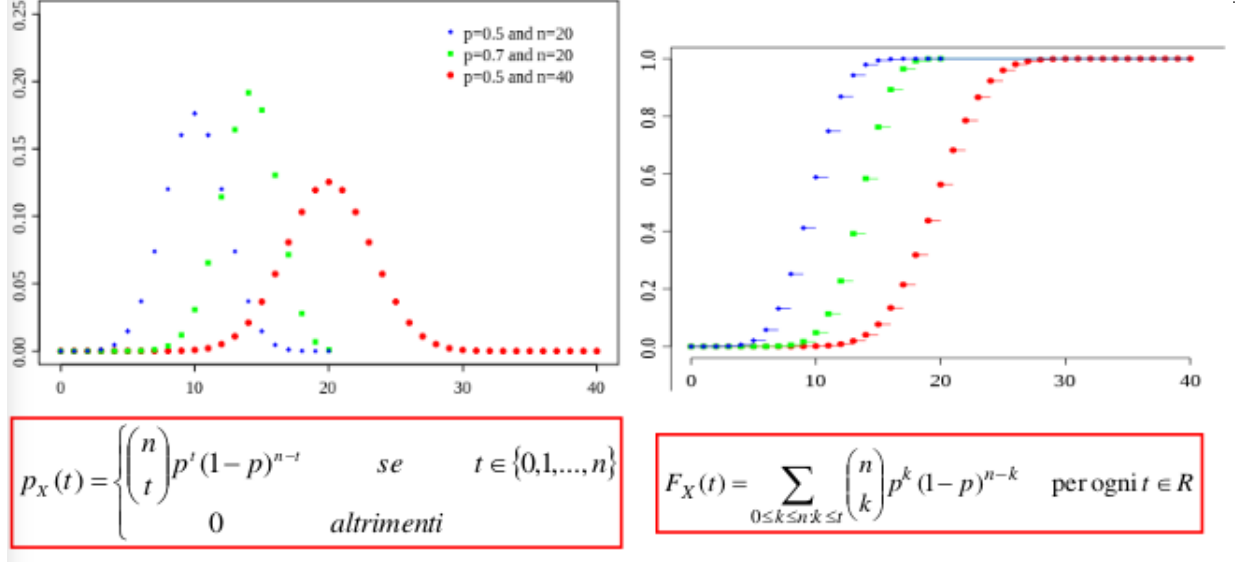 0.25
0.20
0.15
0.10
0.05
0.00
0 10 20 30 40
p=0.5 and n=20
p=0.7 and n=20
p=0.5 and n=40
1.0
0.8
0.6
0.4
0.2
0.0
0 10 20 30 40
p_X(t) = { (n t) p^t (1−p)^{n−t} se t ∈ {0,1,...,n}
0 altrimenti
F_X(t) = ∑_{0≤k≤n:k≤t} (n k) p^k (1−p)^{n−k} per ogni t ∈ R